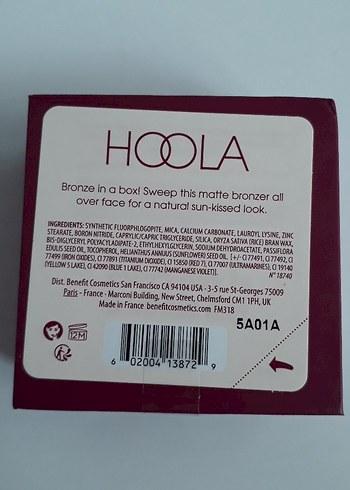 HOOLA
Bronze in a box! Sweep this matte bronzer all
over face for a natural sun-kissed look.
INGREDIENTS: SYNTHETIC FLUORPHLOGOPITE, MICA, CALCIUM CARBONATE, LAUROYL LYSINE, ZINC
STEARATE, BORON NITRIDE, CAPRYLIC/CAPRIC TRIGLYCERIDE, SILICA, ORYZA SATIVA (RICE) BRAN WAX,
BIS-DIGLYCERYL POLYACYLADIPATE-2, ETHYLHEXYLGLYCERIN, SODIUM DEHYDROACETATE, PASSIFLORA
EDULIS SEED OIL, TOCOPHEROL, HELIANTHUS ANNUUS (SUNFLOWER) SEED OIL. [+/- CI 77491, CI 77492, CI
77499 (IRON OXIDES), CI 77891 (TITANIUM DIOXIDE), CI 15850 (RED 7), CI 77007 (ULTRAMARINES), CI 19140
(YELLOW 5 LAKE), CI 42090 (BLUE 1 LAKE), CI 77742 (MANGANESE VIOLET)]. N° 18740
Dist. Benefit Cosmetics San Francisco CA 94104 USA - 3-5 rue St-Georges 75009
Paris - France - Marconi Building, New Street, Chelmsford CM1 1PH, UK
Made in France benefitcosmetics.com FM318
5A01A
12M
6 02004 13872 9